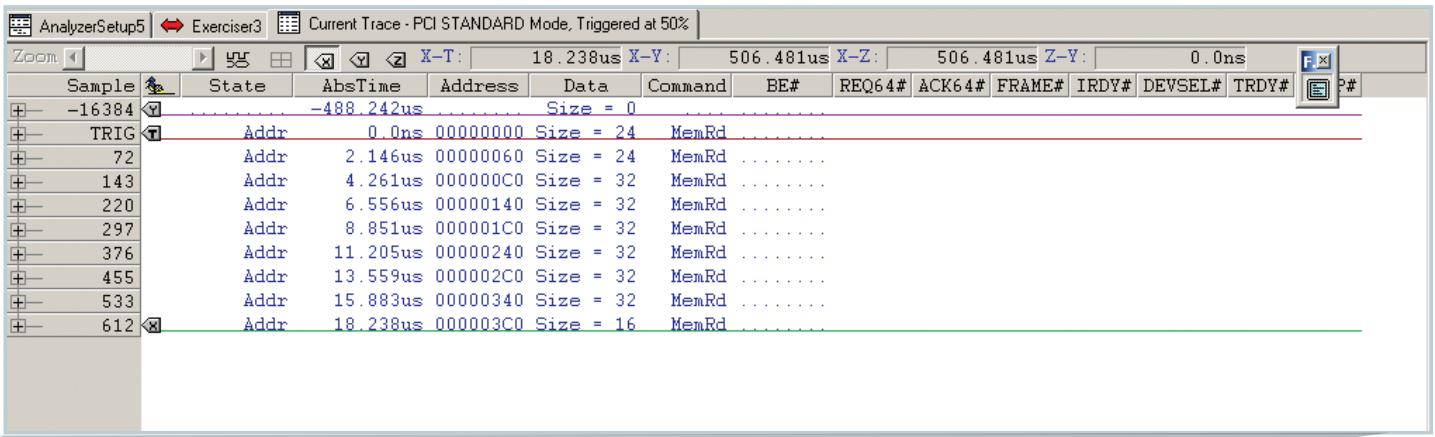 AnalyzerSetup5 Exerciser3 Current Trace - PCI STANDARD Mode, Triggered at 50%
Zoom X-T: 18.238us X-Y: 506.481us X-Z: 506.481us Z-Y: 0.0ns
Sample State AbsTime Address Data Command BE# REQ64# ACK64# FRAME# IRDY# DEVSEL# TRDY# P#
-16384 Y ......... -488.242us ........ Size = 0 ..... ........
TRIG T Addr 0.0ns 00000000 Size = 24 MemRd ........
72 Addr 2.146us 00000060 Size = 24 MemRd ........
143 Addr 4.261us 000000C0 Size = 32 MemRd ........
220 Addr 6.556us 00000140 Size = 32 MemRd ........
297 Addr 8.851us 000001C0 Size = 32 MemRd ........
376 Addr 11.205us 00000240 Size = 32 MemRd ........
455 Addr 13.559us 000002C0 Size = 32 MemRd ........
533 Addr 15.883us 00000340 Size = 32 MemRd ........
612 X Addr 18.238us 000003C0 Size = 16 MemRd ........